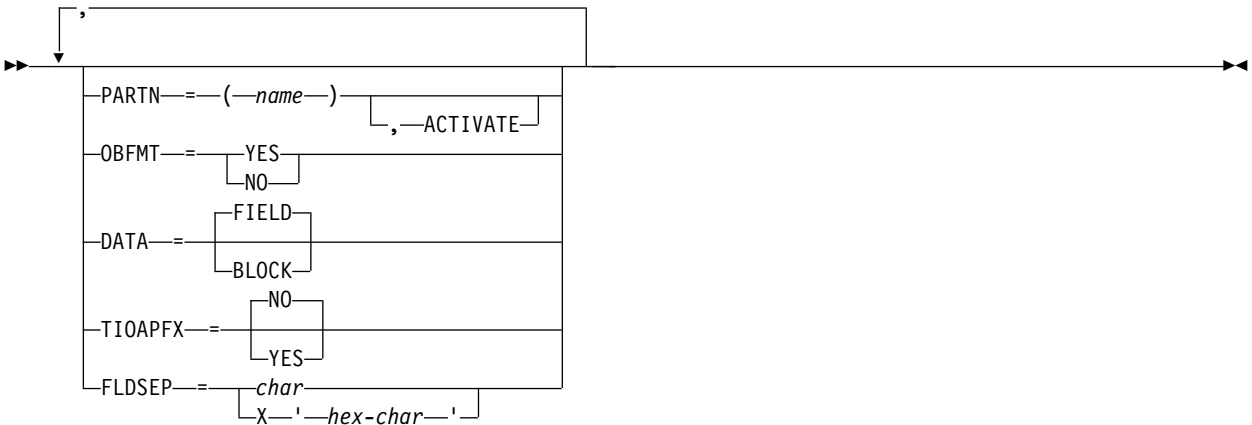 ,
PARTN = ( name )
, ACTIVATE
OBFMT = YES
NO
FIELD
DATA =
BLOCK
NO
TIOAPFX =
YES
FLDSEP = char
X ' hex-char '